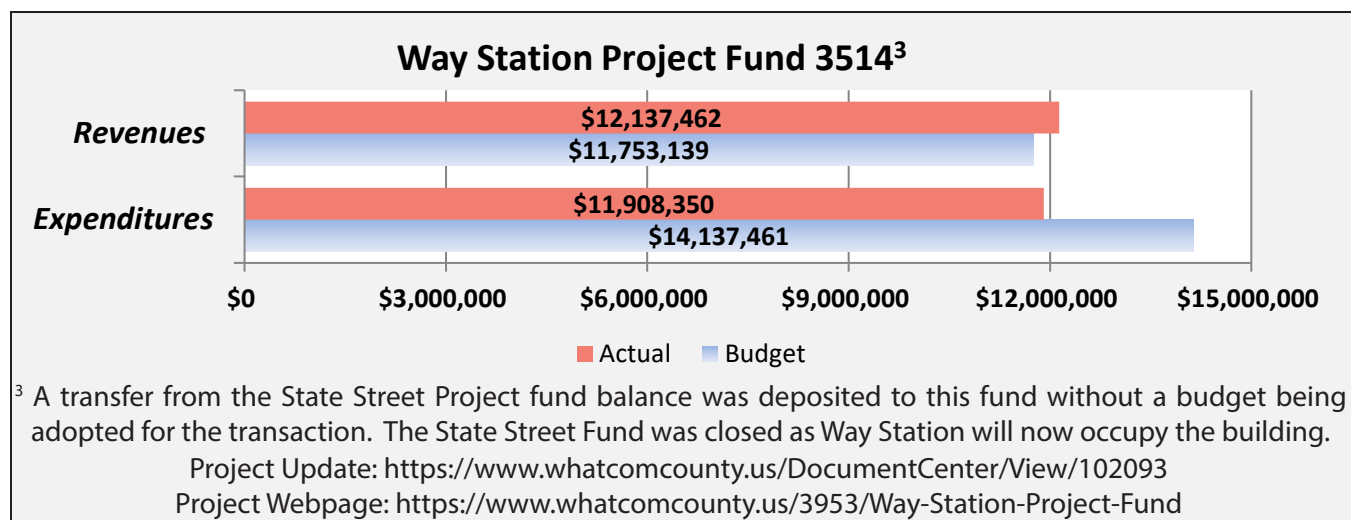 Way Station Project Fund 3514³
Revenues
$12,137,462
$11,753,139
Expenditures
$11,908,350
$14,137,461
$0 $3,000,000 $6,000,000 $9,000,000 $12,000,000 $15,000,000
Actual Budget
³ A transfer from the State Street Project fund balance was deposited to this fund without a budget being
adopted for the transaction. The State Street Fund was closed as Way Station will now occupy the building.
Project Update: https://www.whatcomcounty.us/DocumentCenter/View/102093
Project Webpage: https://www.whatcomcounty.us/3953/Way-Station-Project-Fund